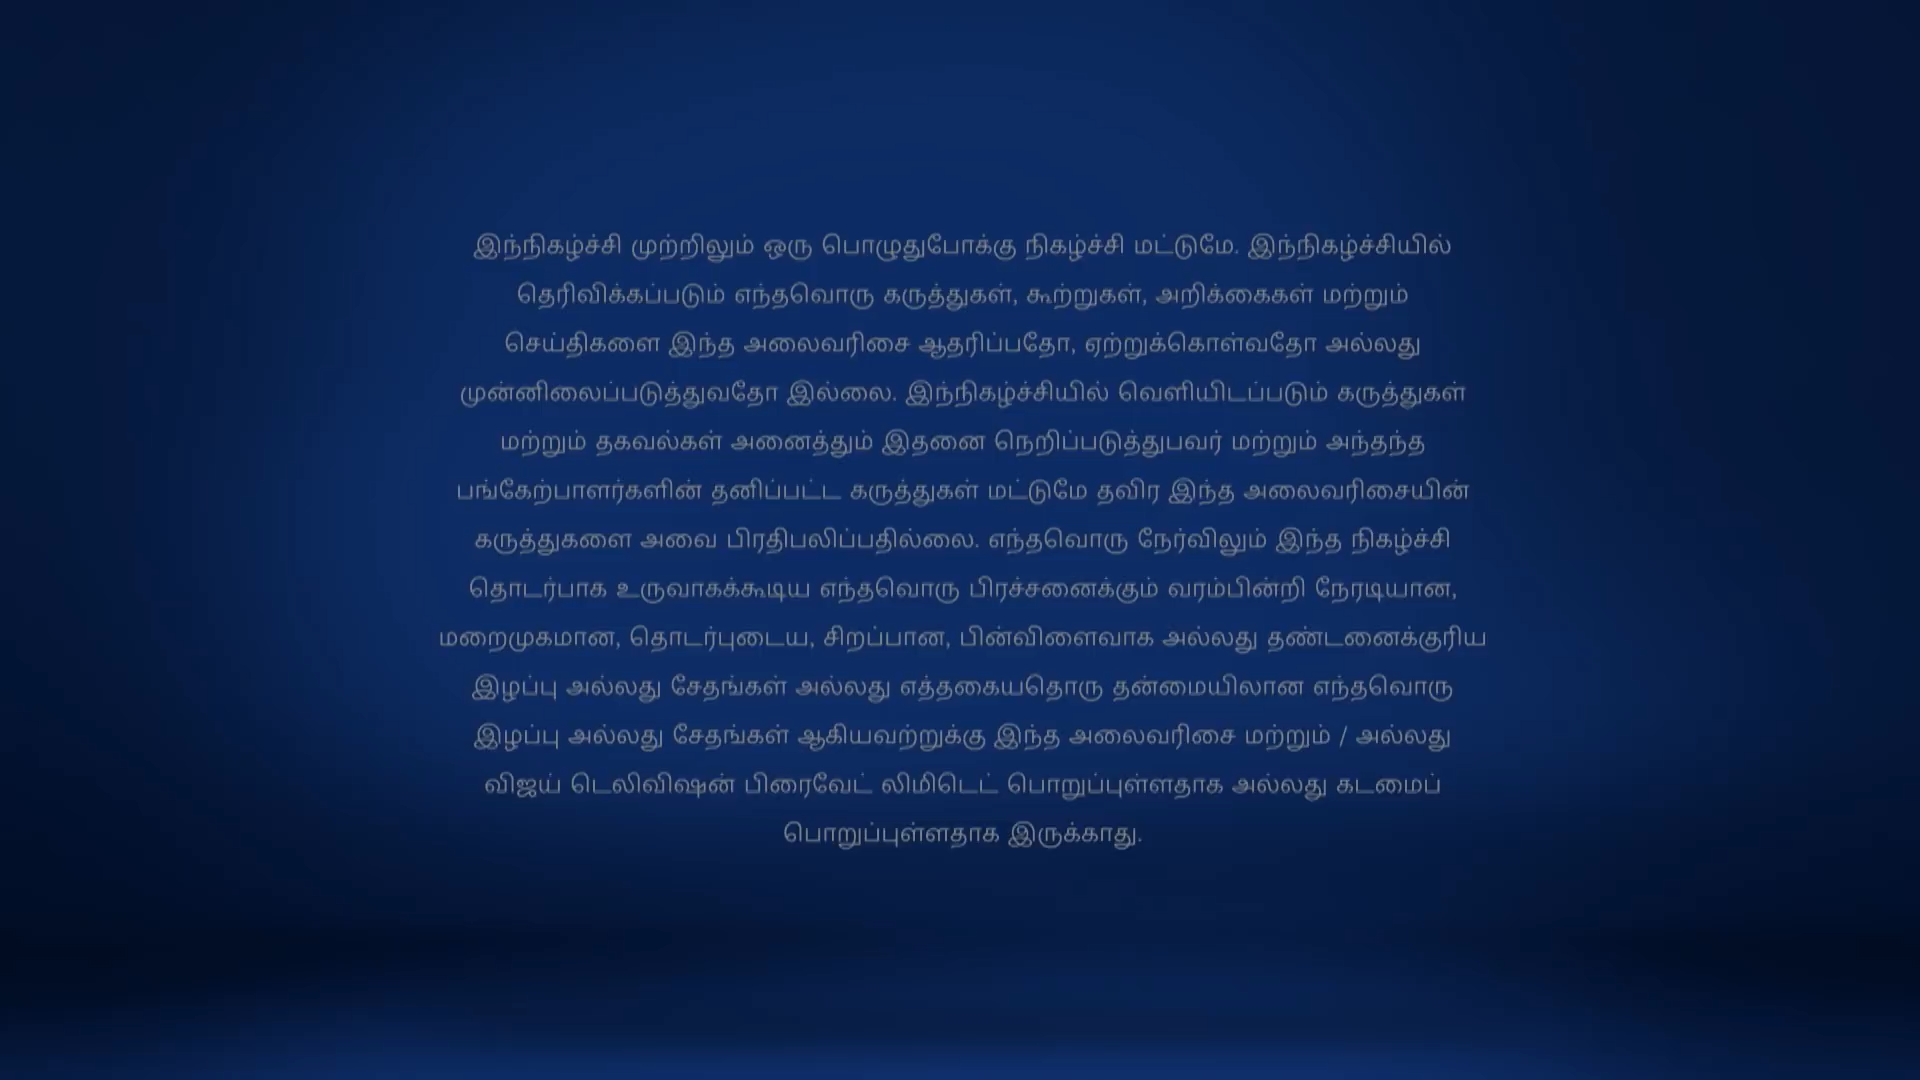 இந்நிகழ்ச்சி முற்றிலும் ஒரு பொழுதுபோக்கு நிகழ்ச்சி மட்டுமே. இந்நிகழ்ச்சியில்
தெரிவிக்கப்படும் எந்தவொரு கருத்துகள், கூற்றுகள், அறிக்கைகள் மற்றும்
செய்திகளை இந்த அலைவரிசை ஆதரிப்பதோ, ஏற்றுக்கொள்வதோ அல்லது
முன்னிலைப்படுத்துவதோ இல்லை. இந்நிகழ்ச்சியில் வெளியிடப்படும் கருத்துகள்
மற்றும் தகவல்கள் அனைத்தும் இதனை நெறிப்படுத்துபவர் மற்றும் அந்தந்த
பங்கேற்பாளர்களின் தனிப்பட்ட கருத்துகள் மட்டுமே தவிர இந்த அலைவரிசையின்
கருத்துகளை அவை பிரதிபலிப்பதில்லை. எந்தவொரு நேர்விலும் இந்த நிகழ்ச்சி
தொடர்பாக உருவாகக்கூடிய எந்தவொரு பிரச்சனைக்கும் வரம்பின்றி நேரடியான,
மறைமுகமான, தொடர்புடைய, சிறப்பான, பின்விளைவாக அல்லது தண்டனைக்குரிய
இழப்பு அல்லது சேதங்கள் அல்லது எத்தகையதொரு தன்மையிலான எந்தவொரு
இழப்பு அல்லது சேதங்கள் ஆகியவற்றுக்கு இந்த அலைவரிசை மற்றும் / அல்லது
விஜய் டெலிவிஷன் பிரைவேட் லிமிடெட் பொறுப்புள்ளதாக அல்லது கடமைப்
பொறுப்புள்ளதாக இருக்காது.